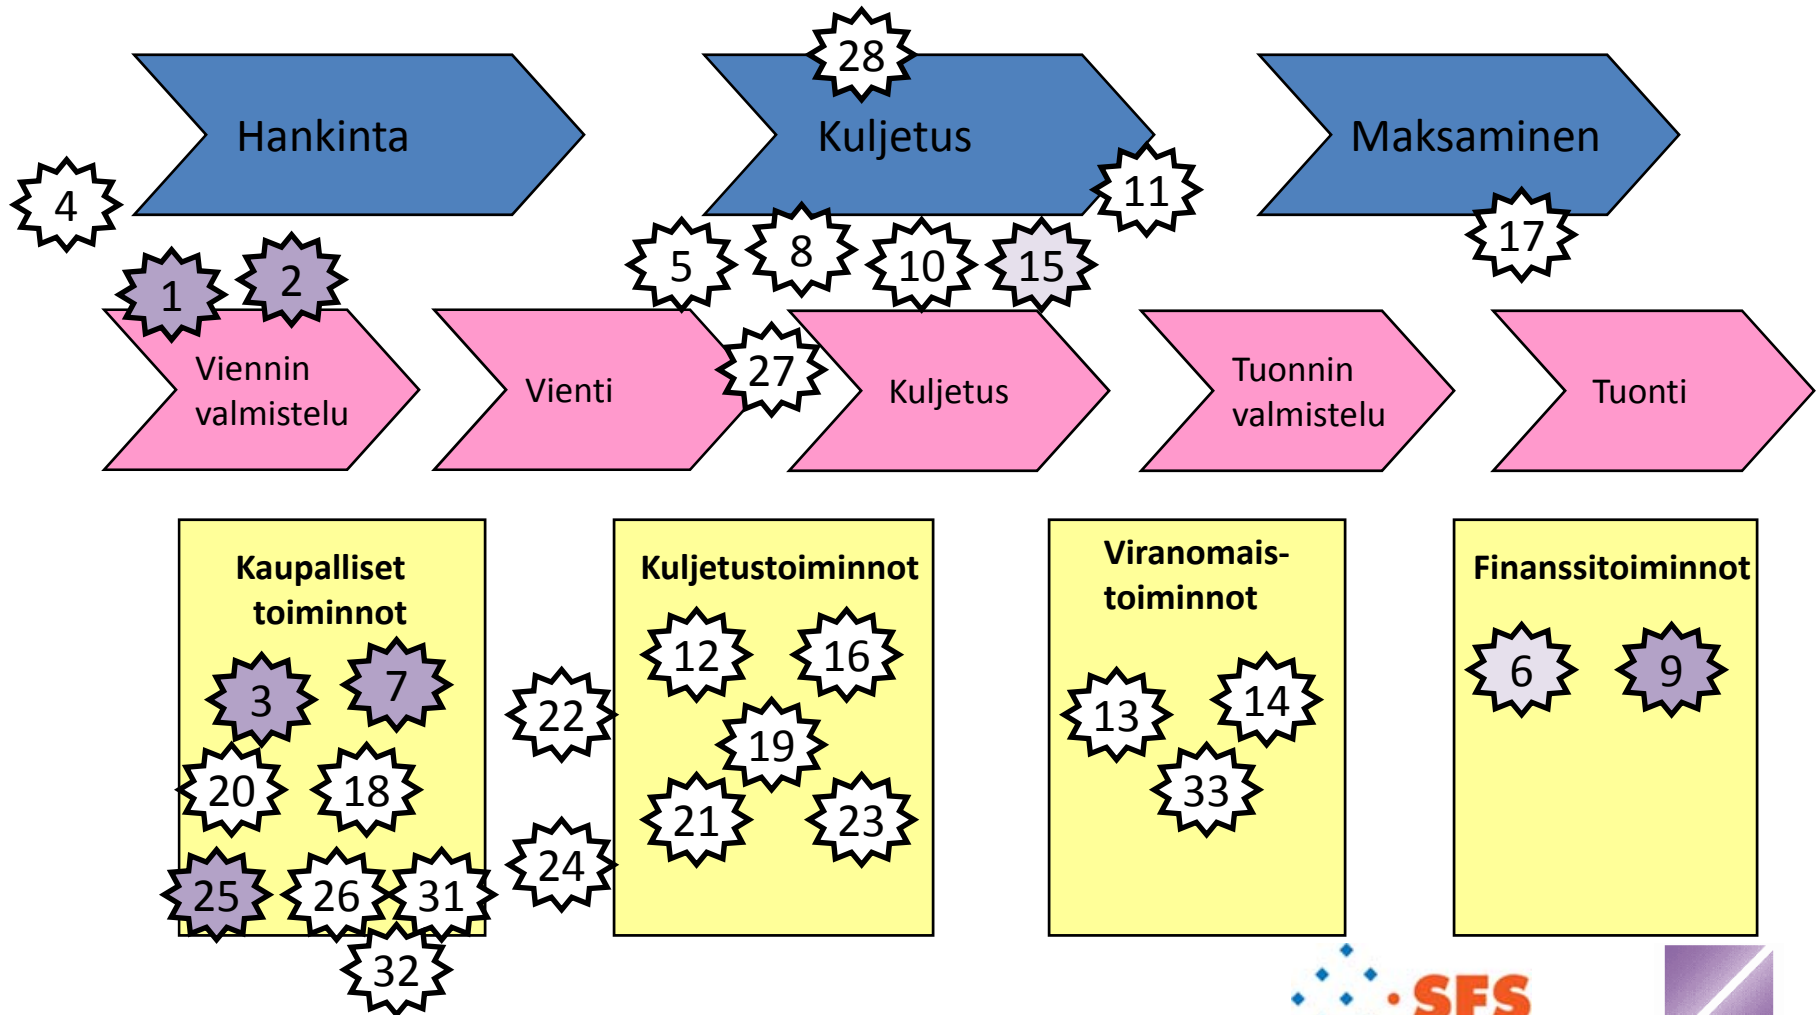 28
Hankinta
Kuljetus
Maksaminen
4
11
17
1
2
5
8
10
15
27
Viennin
valmistelu
Vienti
Kuljetus
Tuonnin
valmistelu
Tuonti
Kaupalliset
toiminnot
3
7
20
18
25
26
31
32
22
24
Kuljetustoiminnot
12
16
19
21
23
Viranomais-
toiminnot
13
14
33
Finanssitoiminnot
6
9
SFS